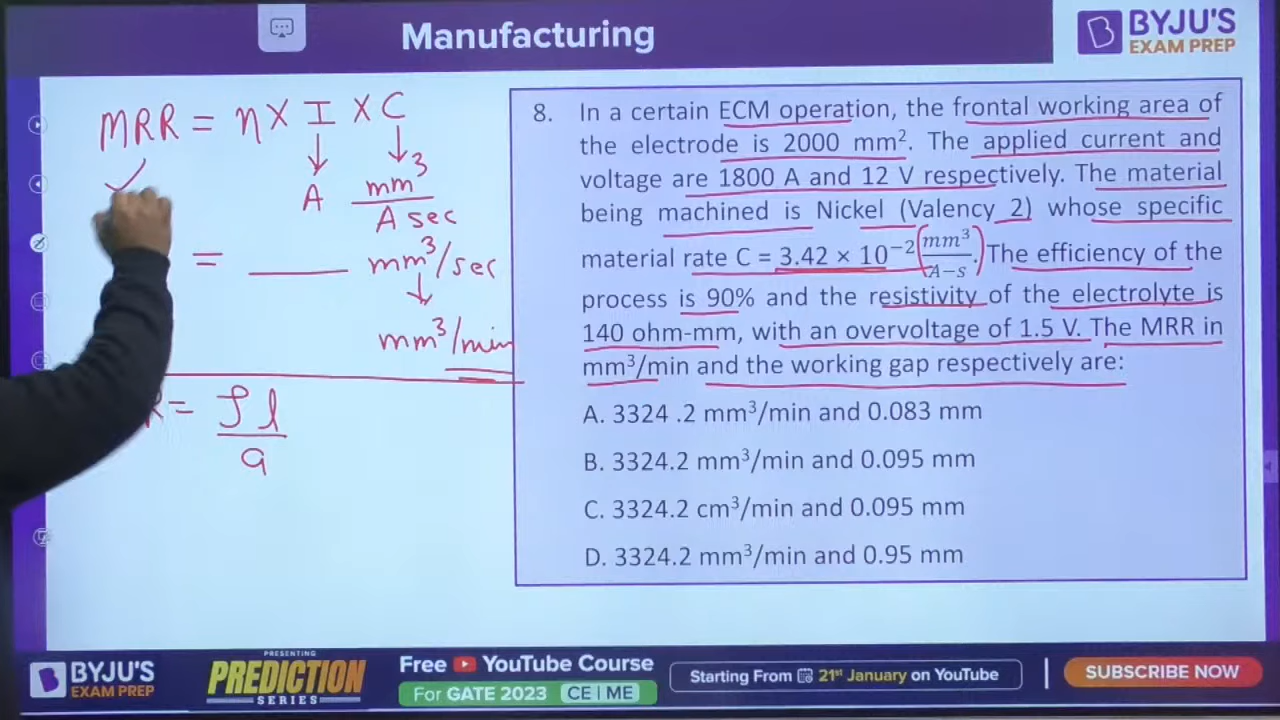 Manufacturing
BYJU'S
EXAM PREP
MRR = η × I × C
A mm³/A sec
= ______ mm³/sec
mm³/min
R = ρl/a
8. In a certain ECM operation, the frontal working area of
the electrode is 2000 mm². The applied current and
voltage are 1800 A and 12 V respectively. The material
being machined is Nickel (Valency 2) whose specific
material rate C = 3.42 × 10⁻² (mm³/A−s). The efficiency of the
process is 90% and the resistivity of the electrolyte is
140 ohm-mm, with an overvoltage of 1.5 V. The MRR in
mm³/min and the working gap respectively are:
A. 3324 .2 mm³/min and 0.083 mm
B. 3324.2 mm³/min and 0.095 mm
C. 3324.2 cm³/min and 0.095 mm
D. 3324.2 mm³/min and 0.95 mm
BYJU'S
EXAM PREP
PRESENTING
PREDICTION
SERIES
Free YouTube Course
For GATE 2023 CE | ME
Starting From 21st January on YouTube
SUBSCRIBE NOW